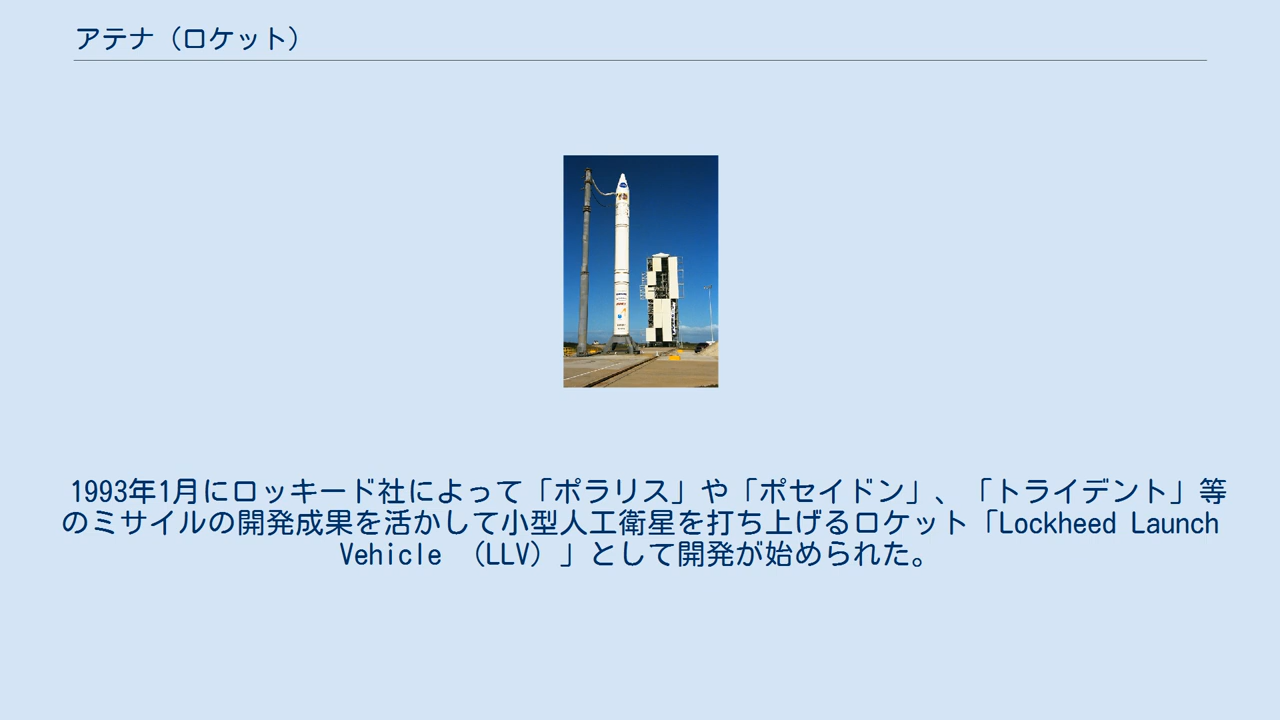 アテナ（ロケット）
1993年1月にロッキード社によって「ポラリス」や「ポセイドン」、「トライデント」等
のミサイルの開発成果を活かして小型人工衛星を打ち上げるロケット「Lockheed Launch
Vehicle （LLV）」として開発が始められた。